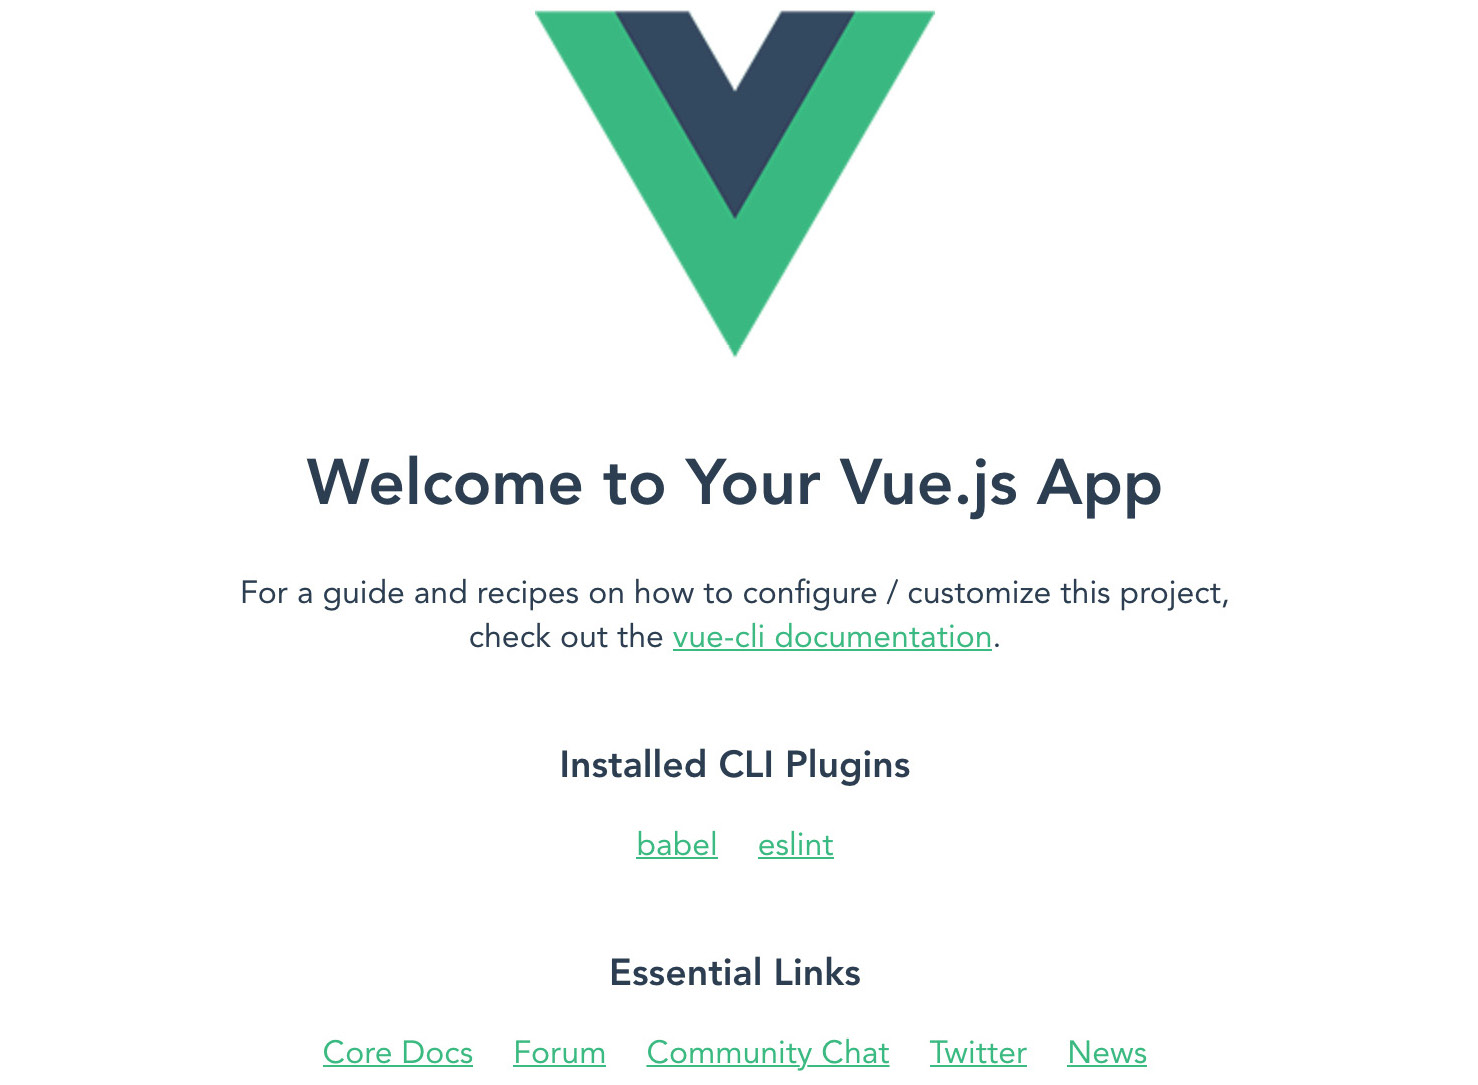 Welcome to Your Vue.js App
For a guide and recipes on how to configure / customize this project,
check out the vue-cli documentation.
Installed CLI Plugins
babel eslint
Essential Links
Core Docs Forum Community Chat Twitter News